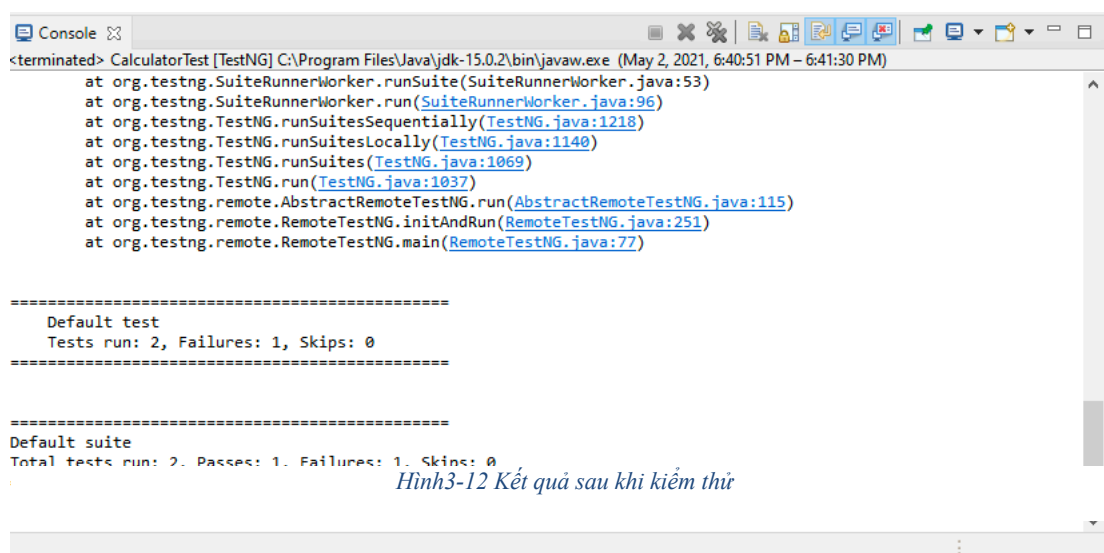 Console
<terminated> CalculatorTest [TestNG] C:\Program Files\Java\jdk-15.0.2\bin\javaw.exe (May 2, 2021, 6:40:51 PM – 6:41:30 PM)
at org.testng.SuiteRunnerWorker.runSuite(SuiteRunnerWorker.java:53)
at org.testng.SuiteRunnerWorker.run(SuiteRunnerWorker.java:96)
at org.testng.TestNG.runSuitesSequentially(TestNG.java:1218)
at org.testng.TestNG.runSuitesLocally(TestNG.java:1140)
at org.testng.TestNG.runSuites(TestNG.java:1069)
at org.testng.TestNG.run(TestNG.java:1037)
at org.testng.remote.AbstractRemoteTestNG.run(AbstractRemoteTestNG.java:115)
at org.testng.remote.RemoteTestNG.initAndRun(RemoteTestNG.java:251)
at org.testng.remote.RemoteTestNG.main(RemoteTestNG.java:77)
===============================================
Default test
Tests run: 2, Failures: 1, Skips: 0
===============================================
===============================================
Default suite
Total tests run: 2, Passes: 1, Failures: 1, Skips: 0
Hình3-12 Kết quả sau khi kiểm thử